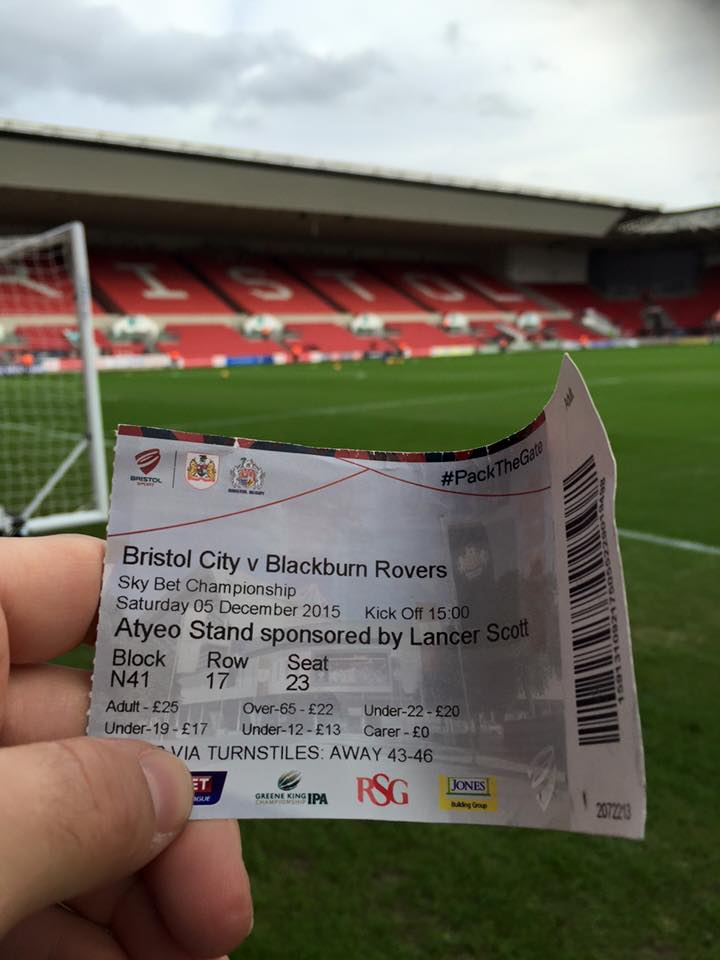 ISTOL
#PackTheGate
BRISTOL
SPORT
Bristol City v Blackburn Rovers
Sky Bet Championship
Saturday 05 December 2015 Kick Off 15:00
Atyeo Stand sponsored by Lancer Scott
Block Row Seat
N41 17 23
Adult - £25 Over-65 - £22 Under-22 - £20
Under-19 - £17 Under-12 - £13 Carer - £0
VIA TURNSTILES: AWAY 43-46
GREENE KING
CHAMPIONSHIP IPA
RSG
JONES
Building Group
2072213